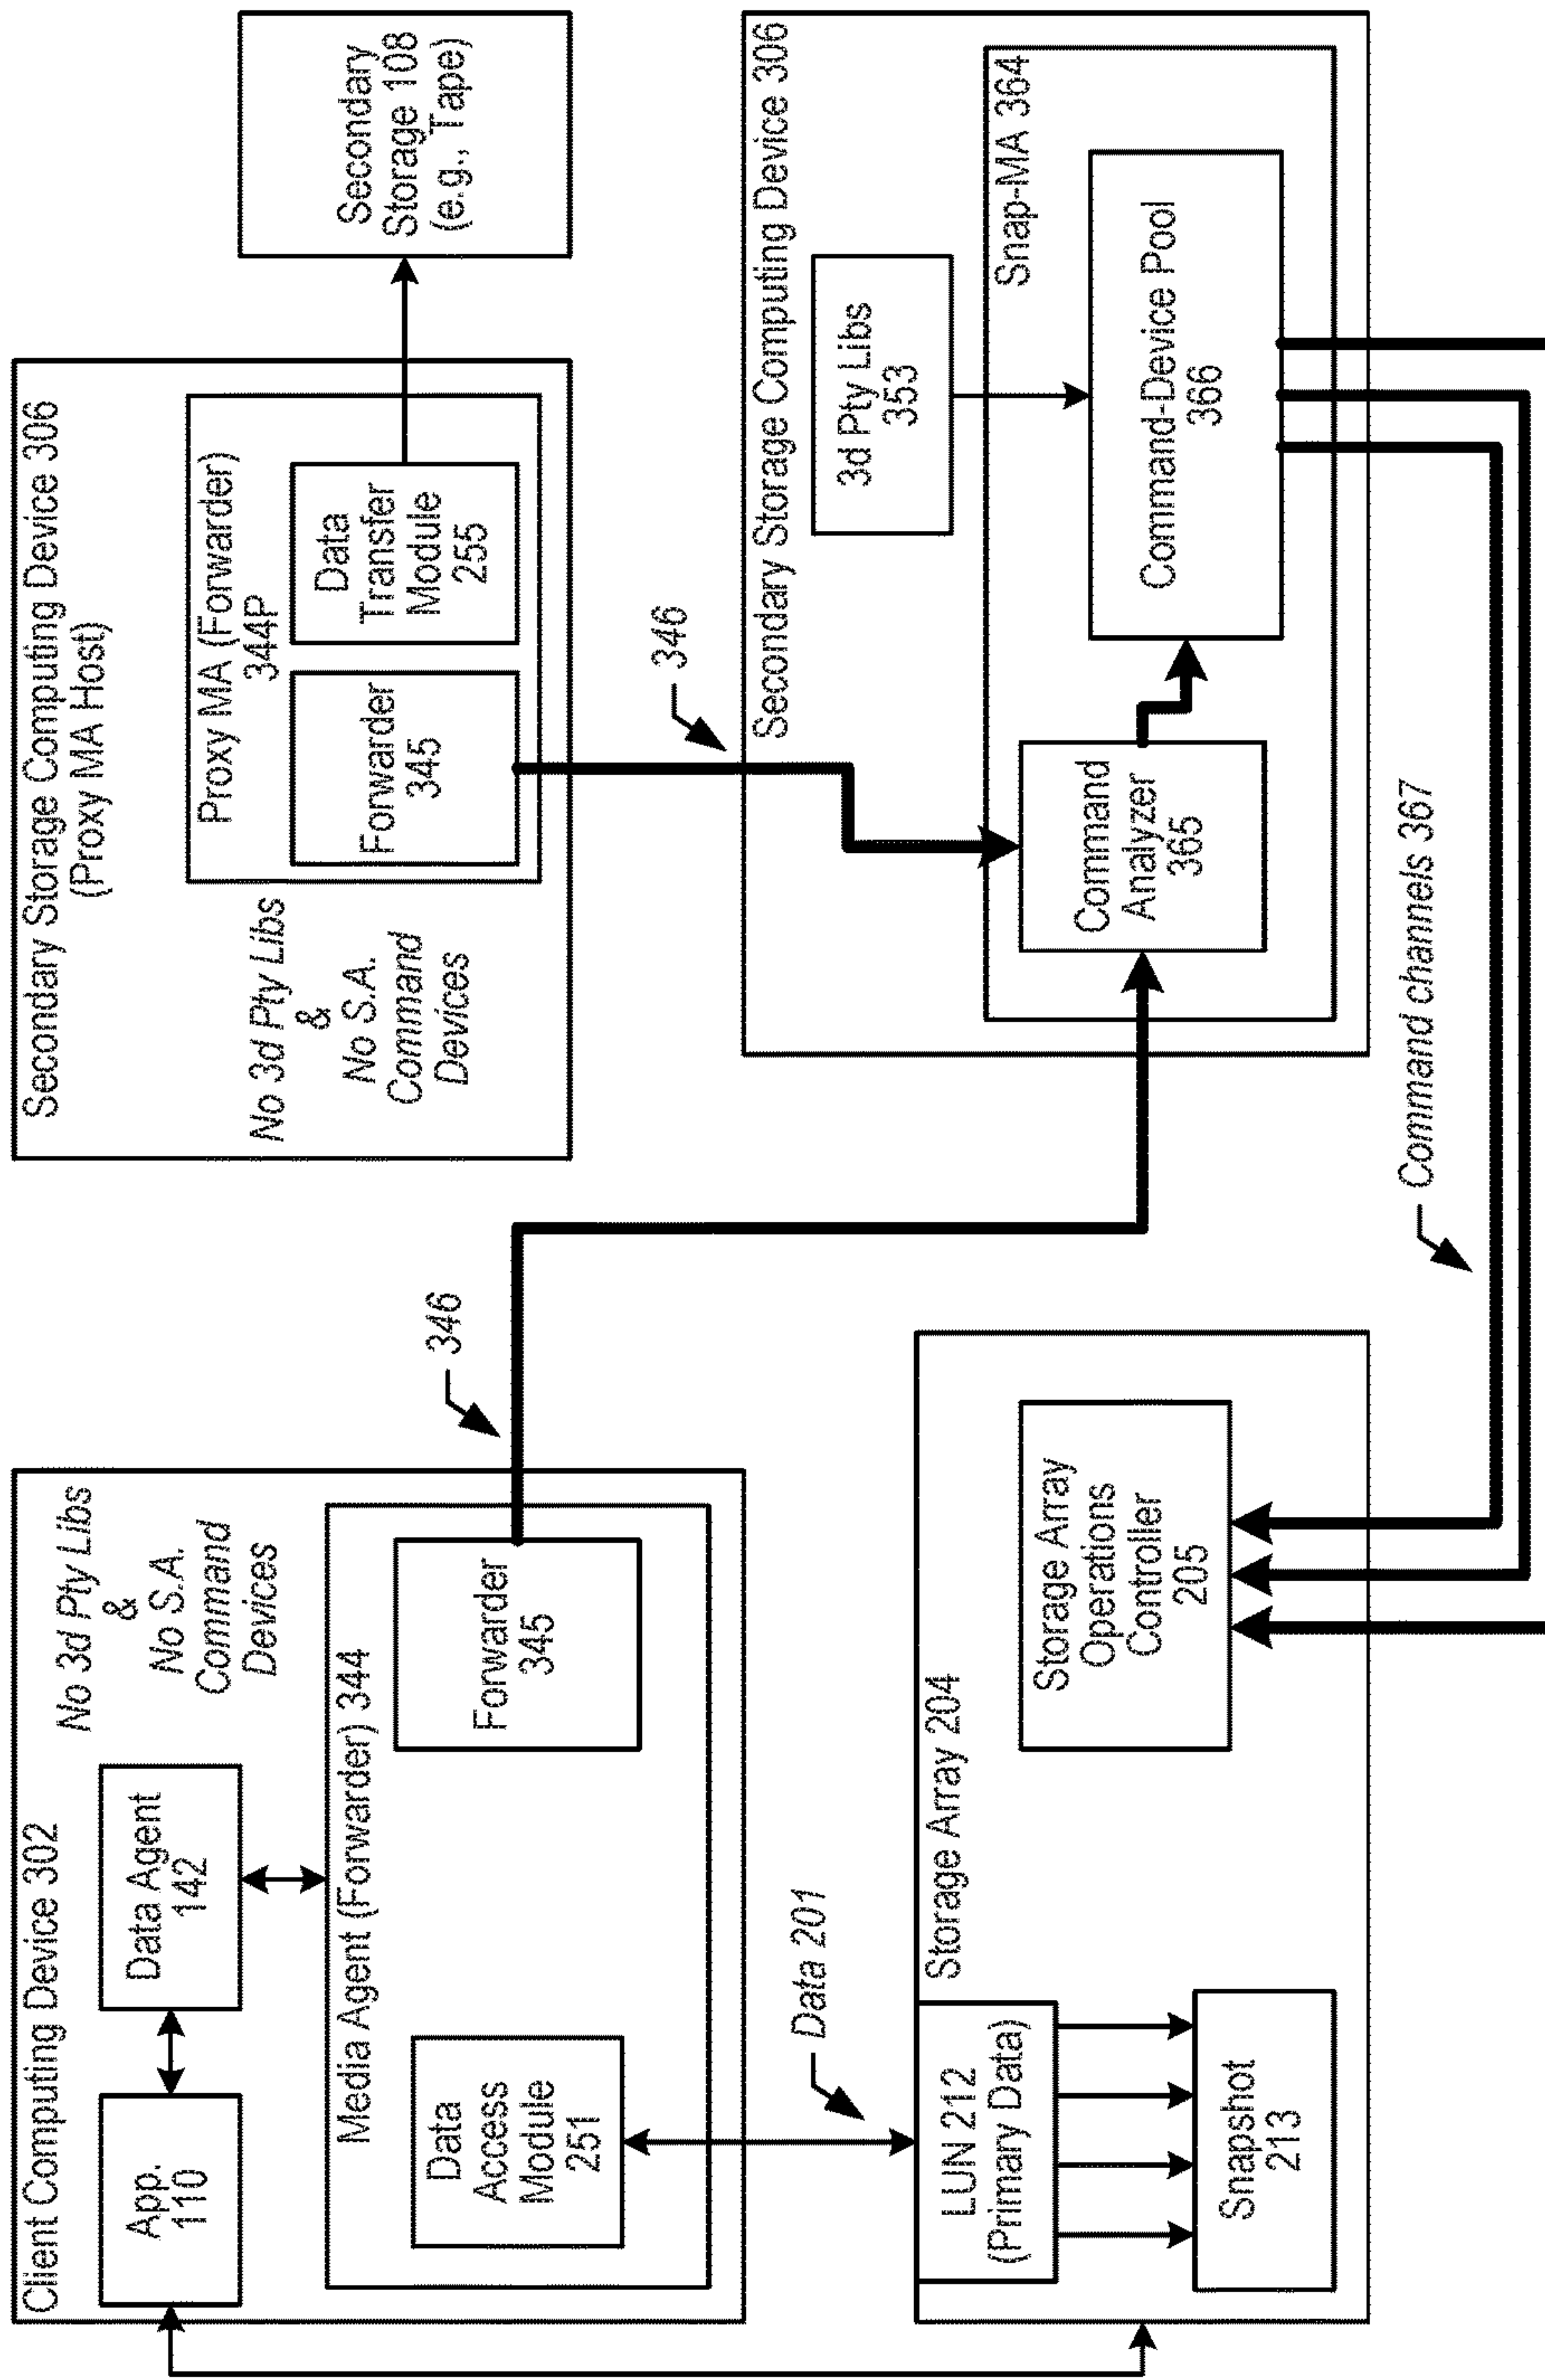 Client Computing Device 302
No 3d Pty Libs
&
No S.A.
Command
Devices
App.
110
Data Agent
142
Media Agent (Forwarder) 344
Data
Access
Module
251
Forwarder
345
346
Secondary Storage Computing Device 306
(Proxy MA Host)
No 3d Pty Libs
&
No S.A.
Command
Devices
Proxy MA (Forwarder)
344P
Forwarder
345
Data
Transfer
Module
255
Secondary
Storage 108
(e.g., Tape)
346
Data 201
Storage Array 204
LUN 212
(Primary Data)
Snapshot
213
Storage Array
Operations
Controller
205
Secondary Storage Computing Device 306
3d Pty Libs
353
Snap-MA 364
Command
Analyzer
365
Command-Device Pool
366
Command channels 367